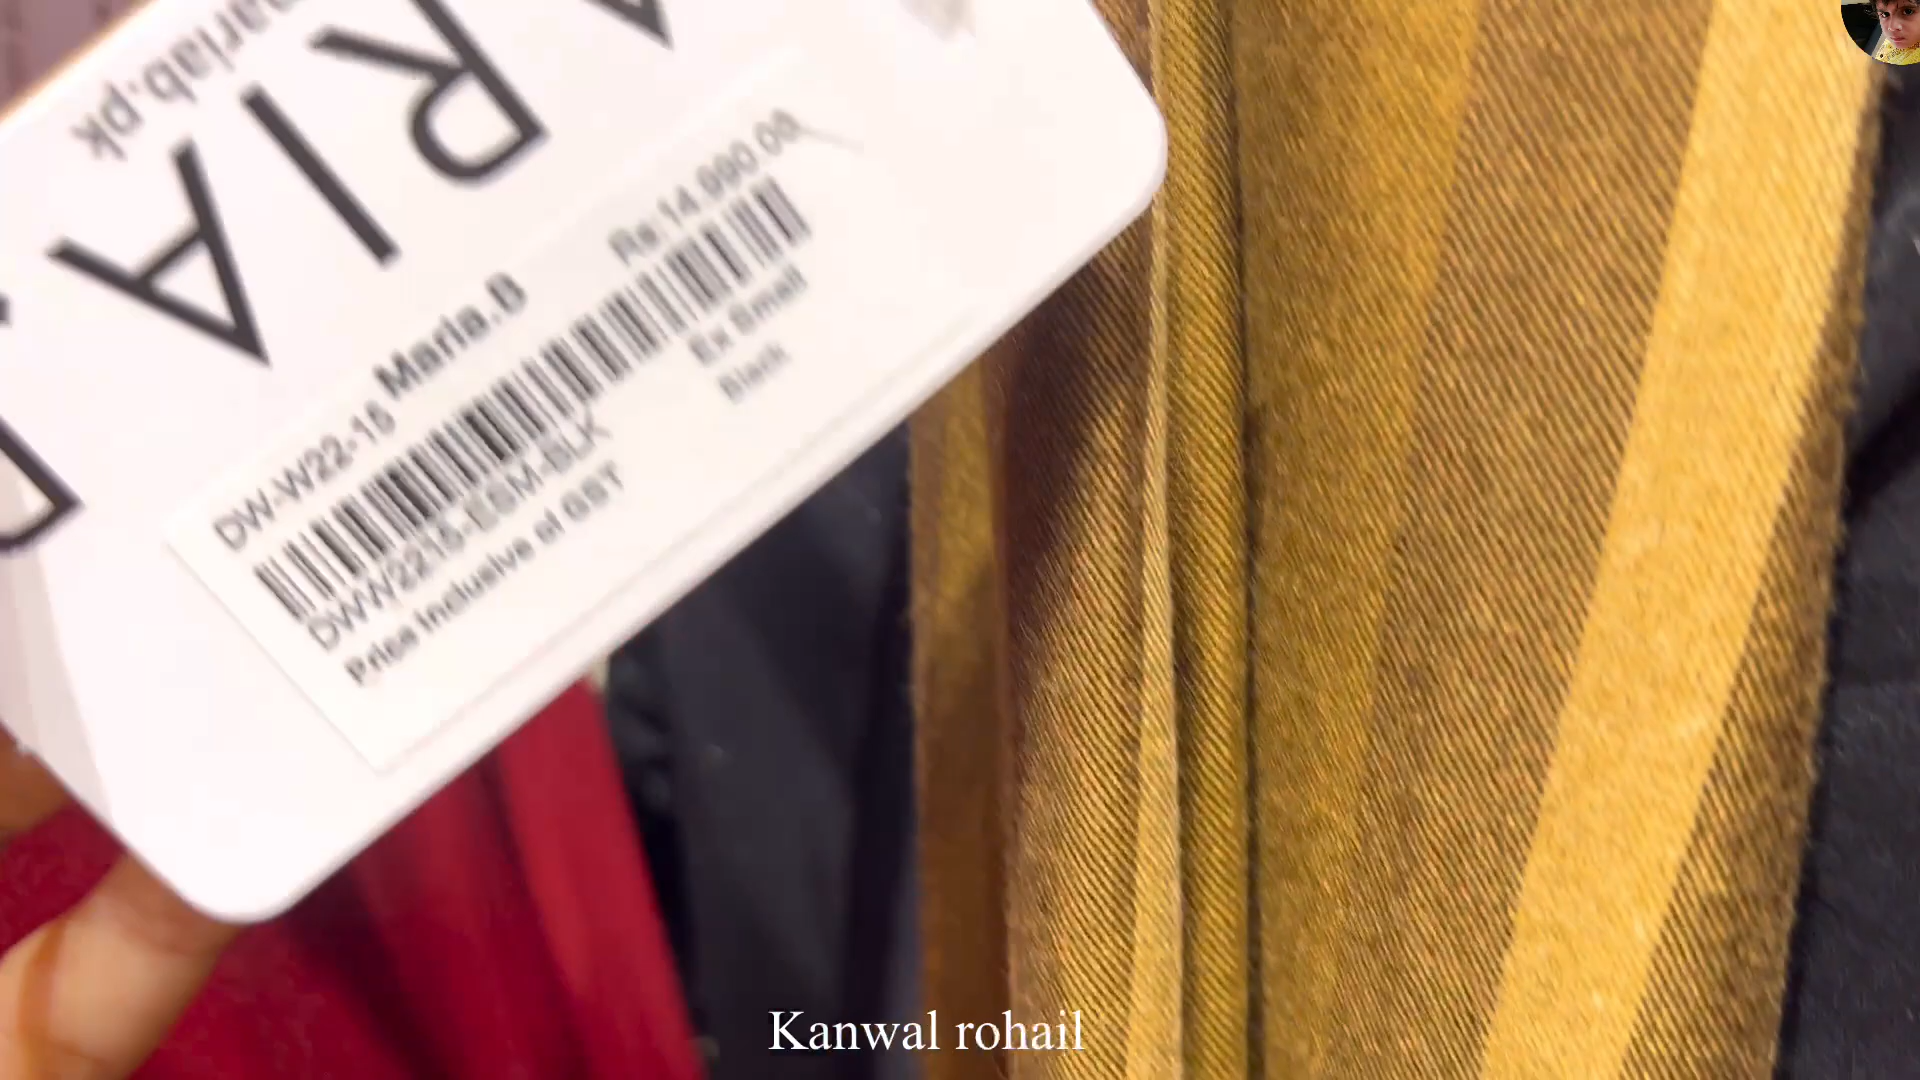 mariab.pk
MARIA.B
DW-W22-15 Maria.B Rs:14,990.00
DWW2215-ESM-BLK Ex Small
Price Inclusive of GST Black
Kanwal rohail